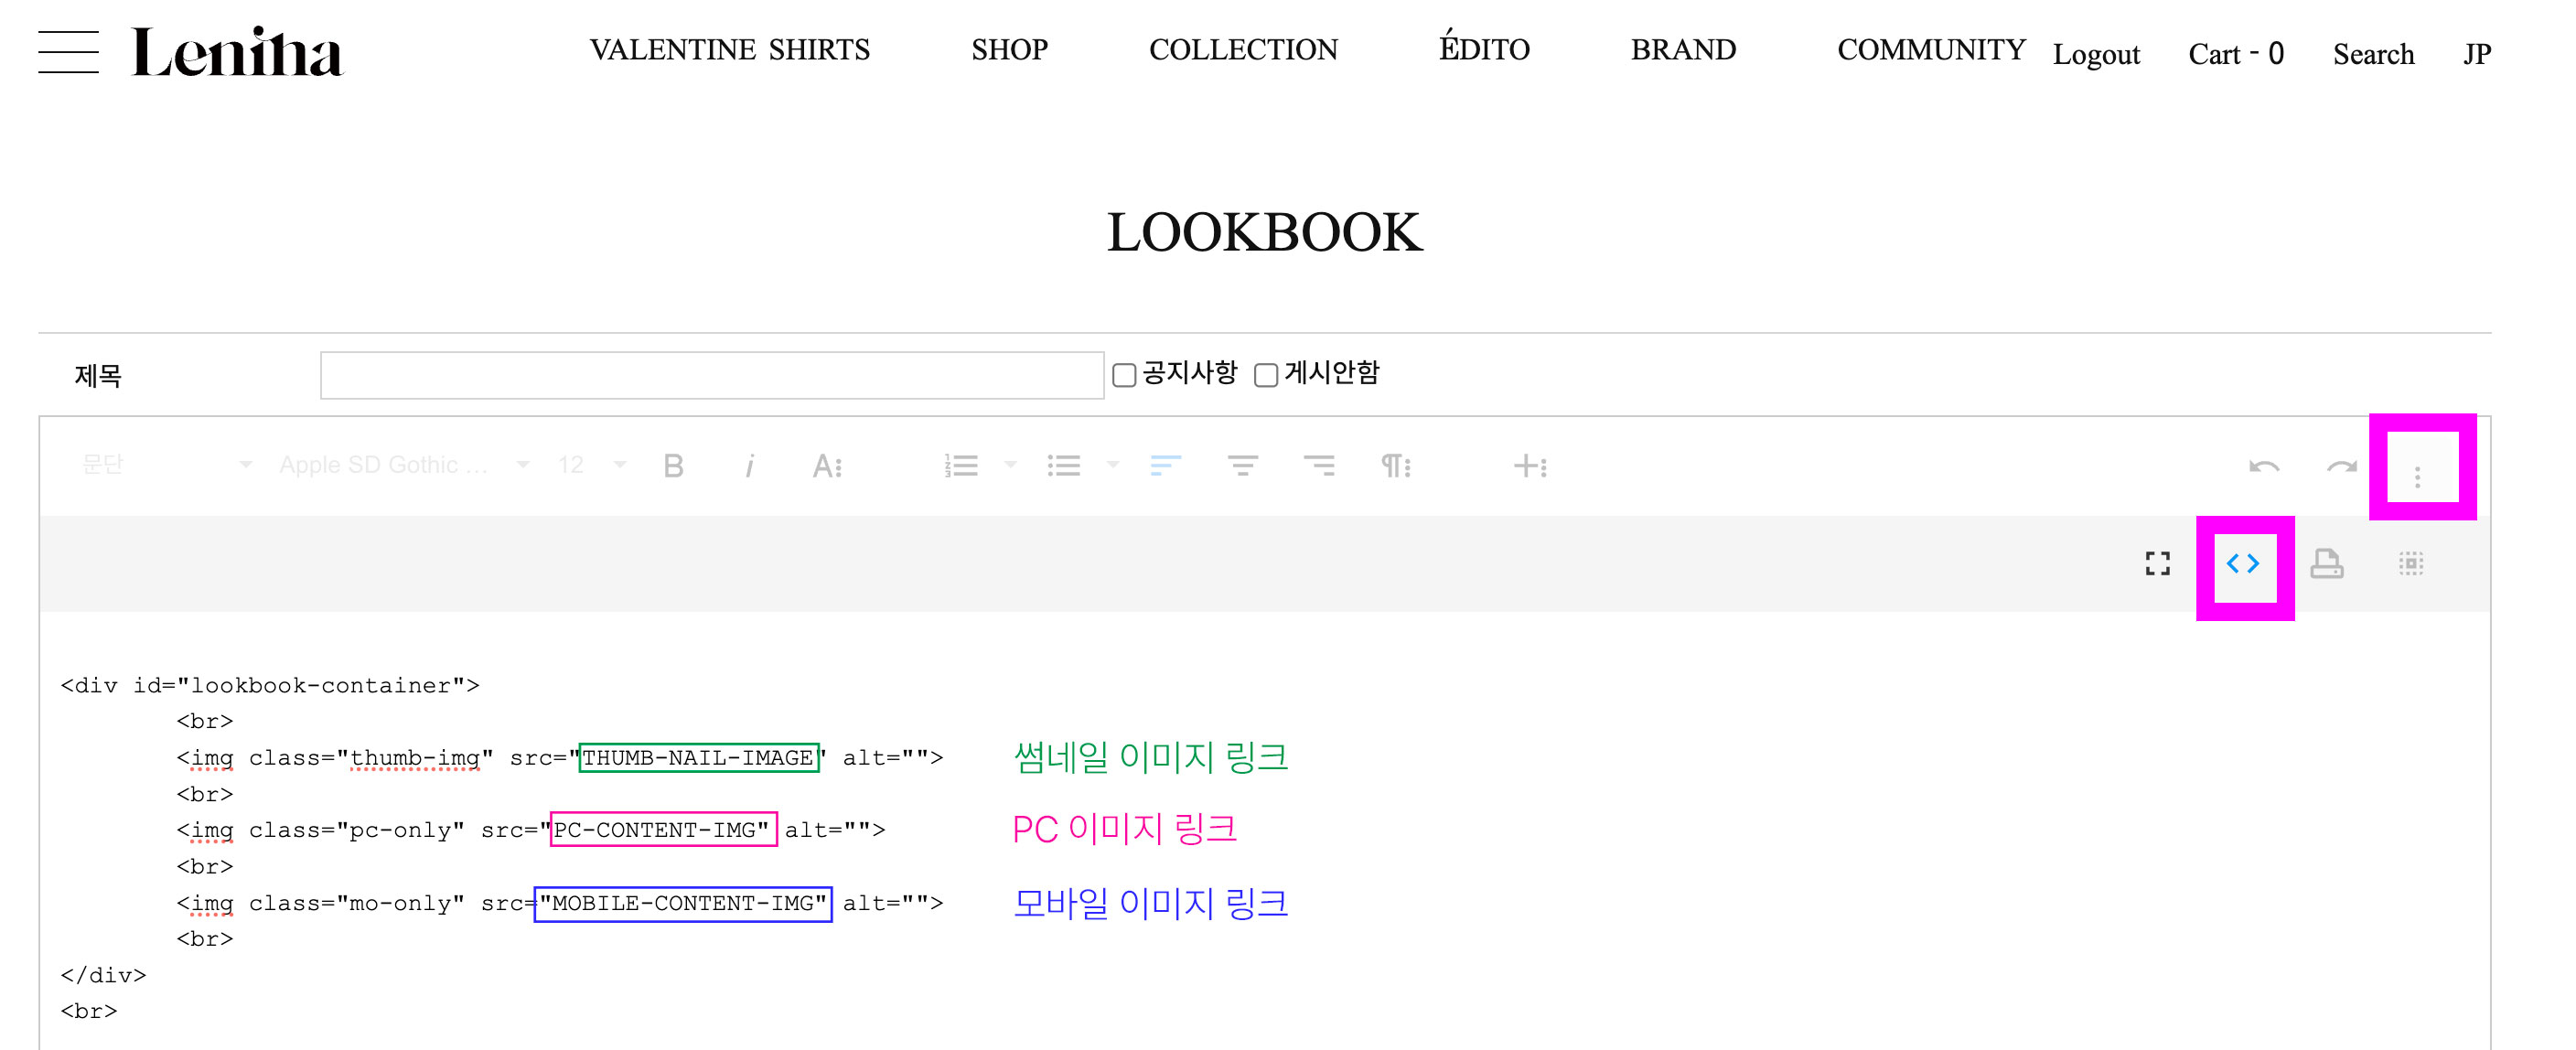 Leniha
VALENTINE SHIRTS SHOP COLLECTION ÉDITO BRAND COMMUNITY Logout Cart - 0 Search JP
LOOKBOOK
제목 공지사항 게시안함
문단 Apple SD Gothic ... 12 B i A
<div id="lookbook-container">
<br>
<img class="thumb-img" src="THUMB-NAIL-IMAGE" alt=""> 썸네일 이미지 링크
<br>
<img class="pc-only" src="PC-CONTENT-IMG" alt=""> PC 이미지 링크
<br>
<img class="mo-only" src="MOBILE-CONTENT-IMG" alt=""> 모바일 이미지 링크
<br>
</div>
<br>